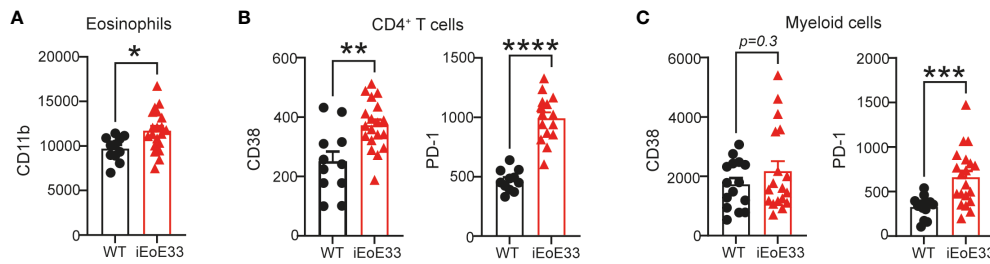 A
Eosinophils
CD11b
20000
15000
10000
5000
0
*
WT
iEoE33
B
CD4⁺ T cells
CD38
600
400
200
0
**
WT
iEoE33
PD-1
1500
1000
500
0
****
WT
iEoE33
C
Myeloid cells
CD38
6000
4000
2000
0
p=0.3
WT
iEoE33
PD-1
2000
1500
1000
500
0
***
WT
iEoE33